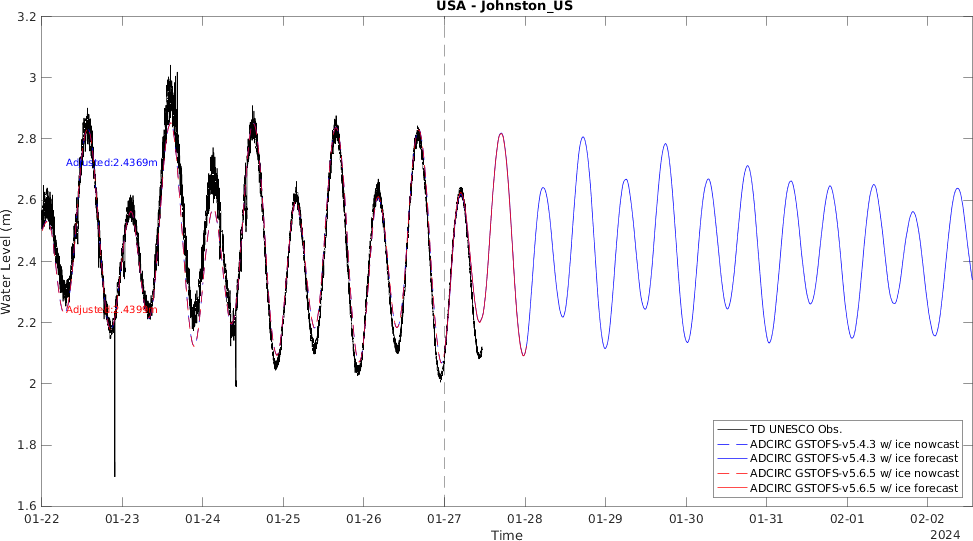 USA - Johnston_US
3.2
3
2.8
2.6
2.4
2.2
2
1.8
1.6
Water Level (m)
Adjusted:2.4369m
Adjusted:2.4395m
TD UNESCO Obs.
ADCIRC GSTOFS-v5.4.3 w/ ice nowcast
ADCIRC GSTOFS-v5.4.3 w/ ice forecast
ADCIRC GSTOFS-v5.6.5 w/ ice nowcast
ADCIRC GSTOFS-v5.6.5 w/ ice forecast
01-22 01-23 01-24 01-25 01-26 01-27 01-28 01-29 01-30 01-31 02-01 02-02
Time
2024